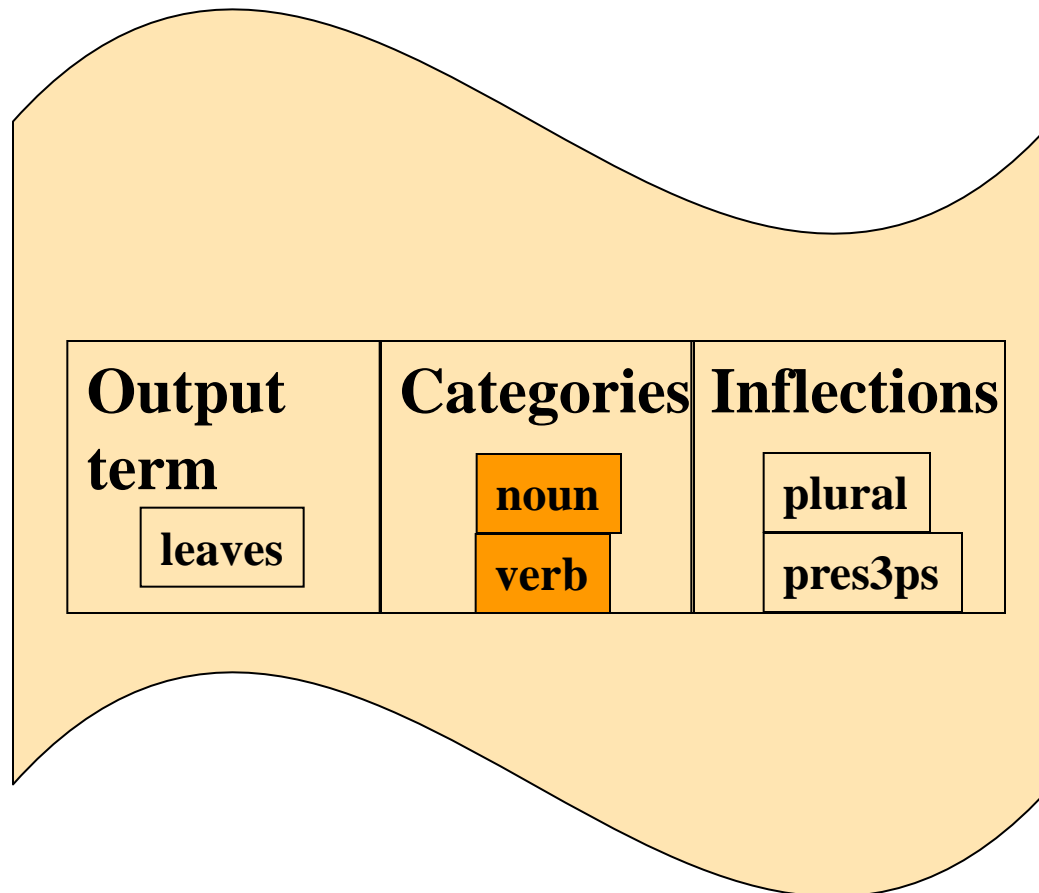 Output
term
leaves
Categories
noun
verb
Inflections
plural
pres3ps